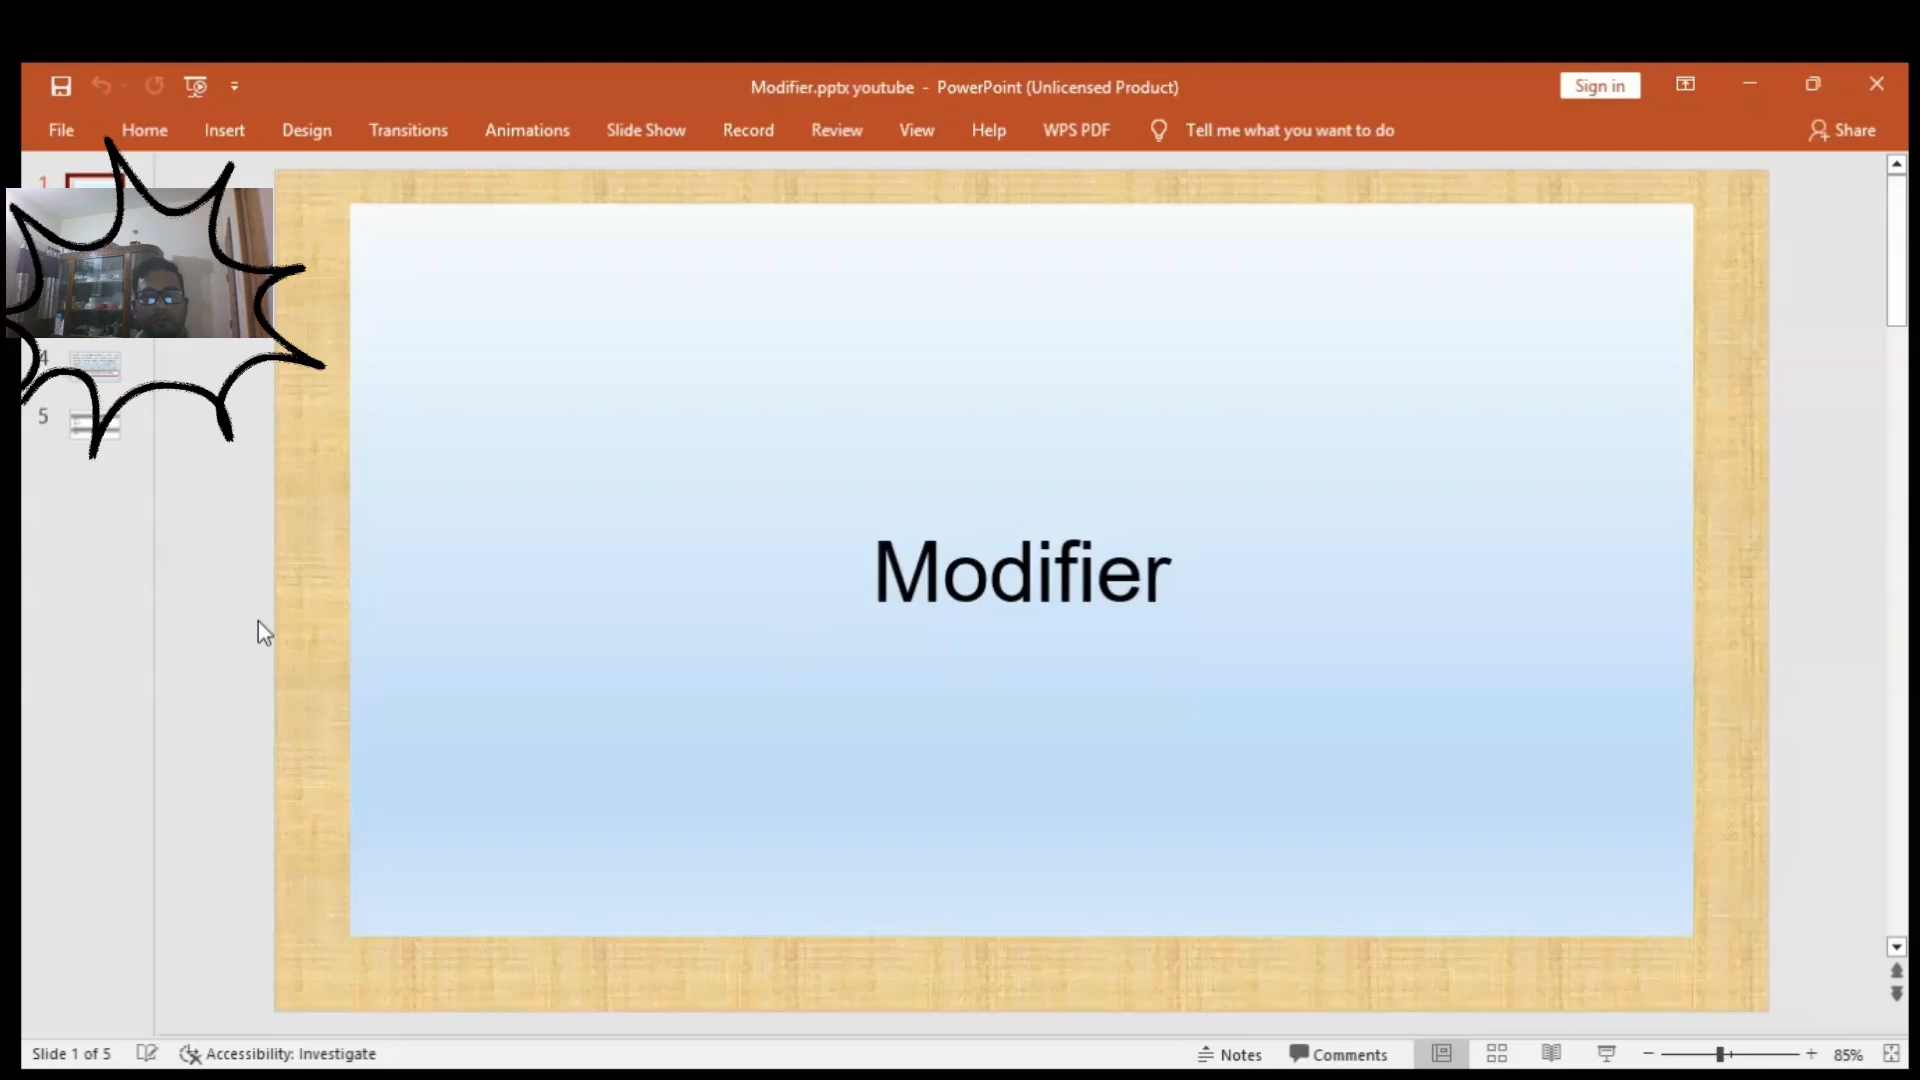 Modifier.pptx youtube - PowerPoint (Unlicensed Product)
Sign in
File Home Insert Design Transitions Animations Slide Show Record Review View Help WPS PDF Tell me what you want to do Share
1
4
5
Modifier
Slide 1 of 5 Accessibility: Investigate Notes Comments 85%